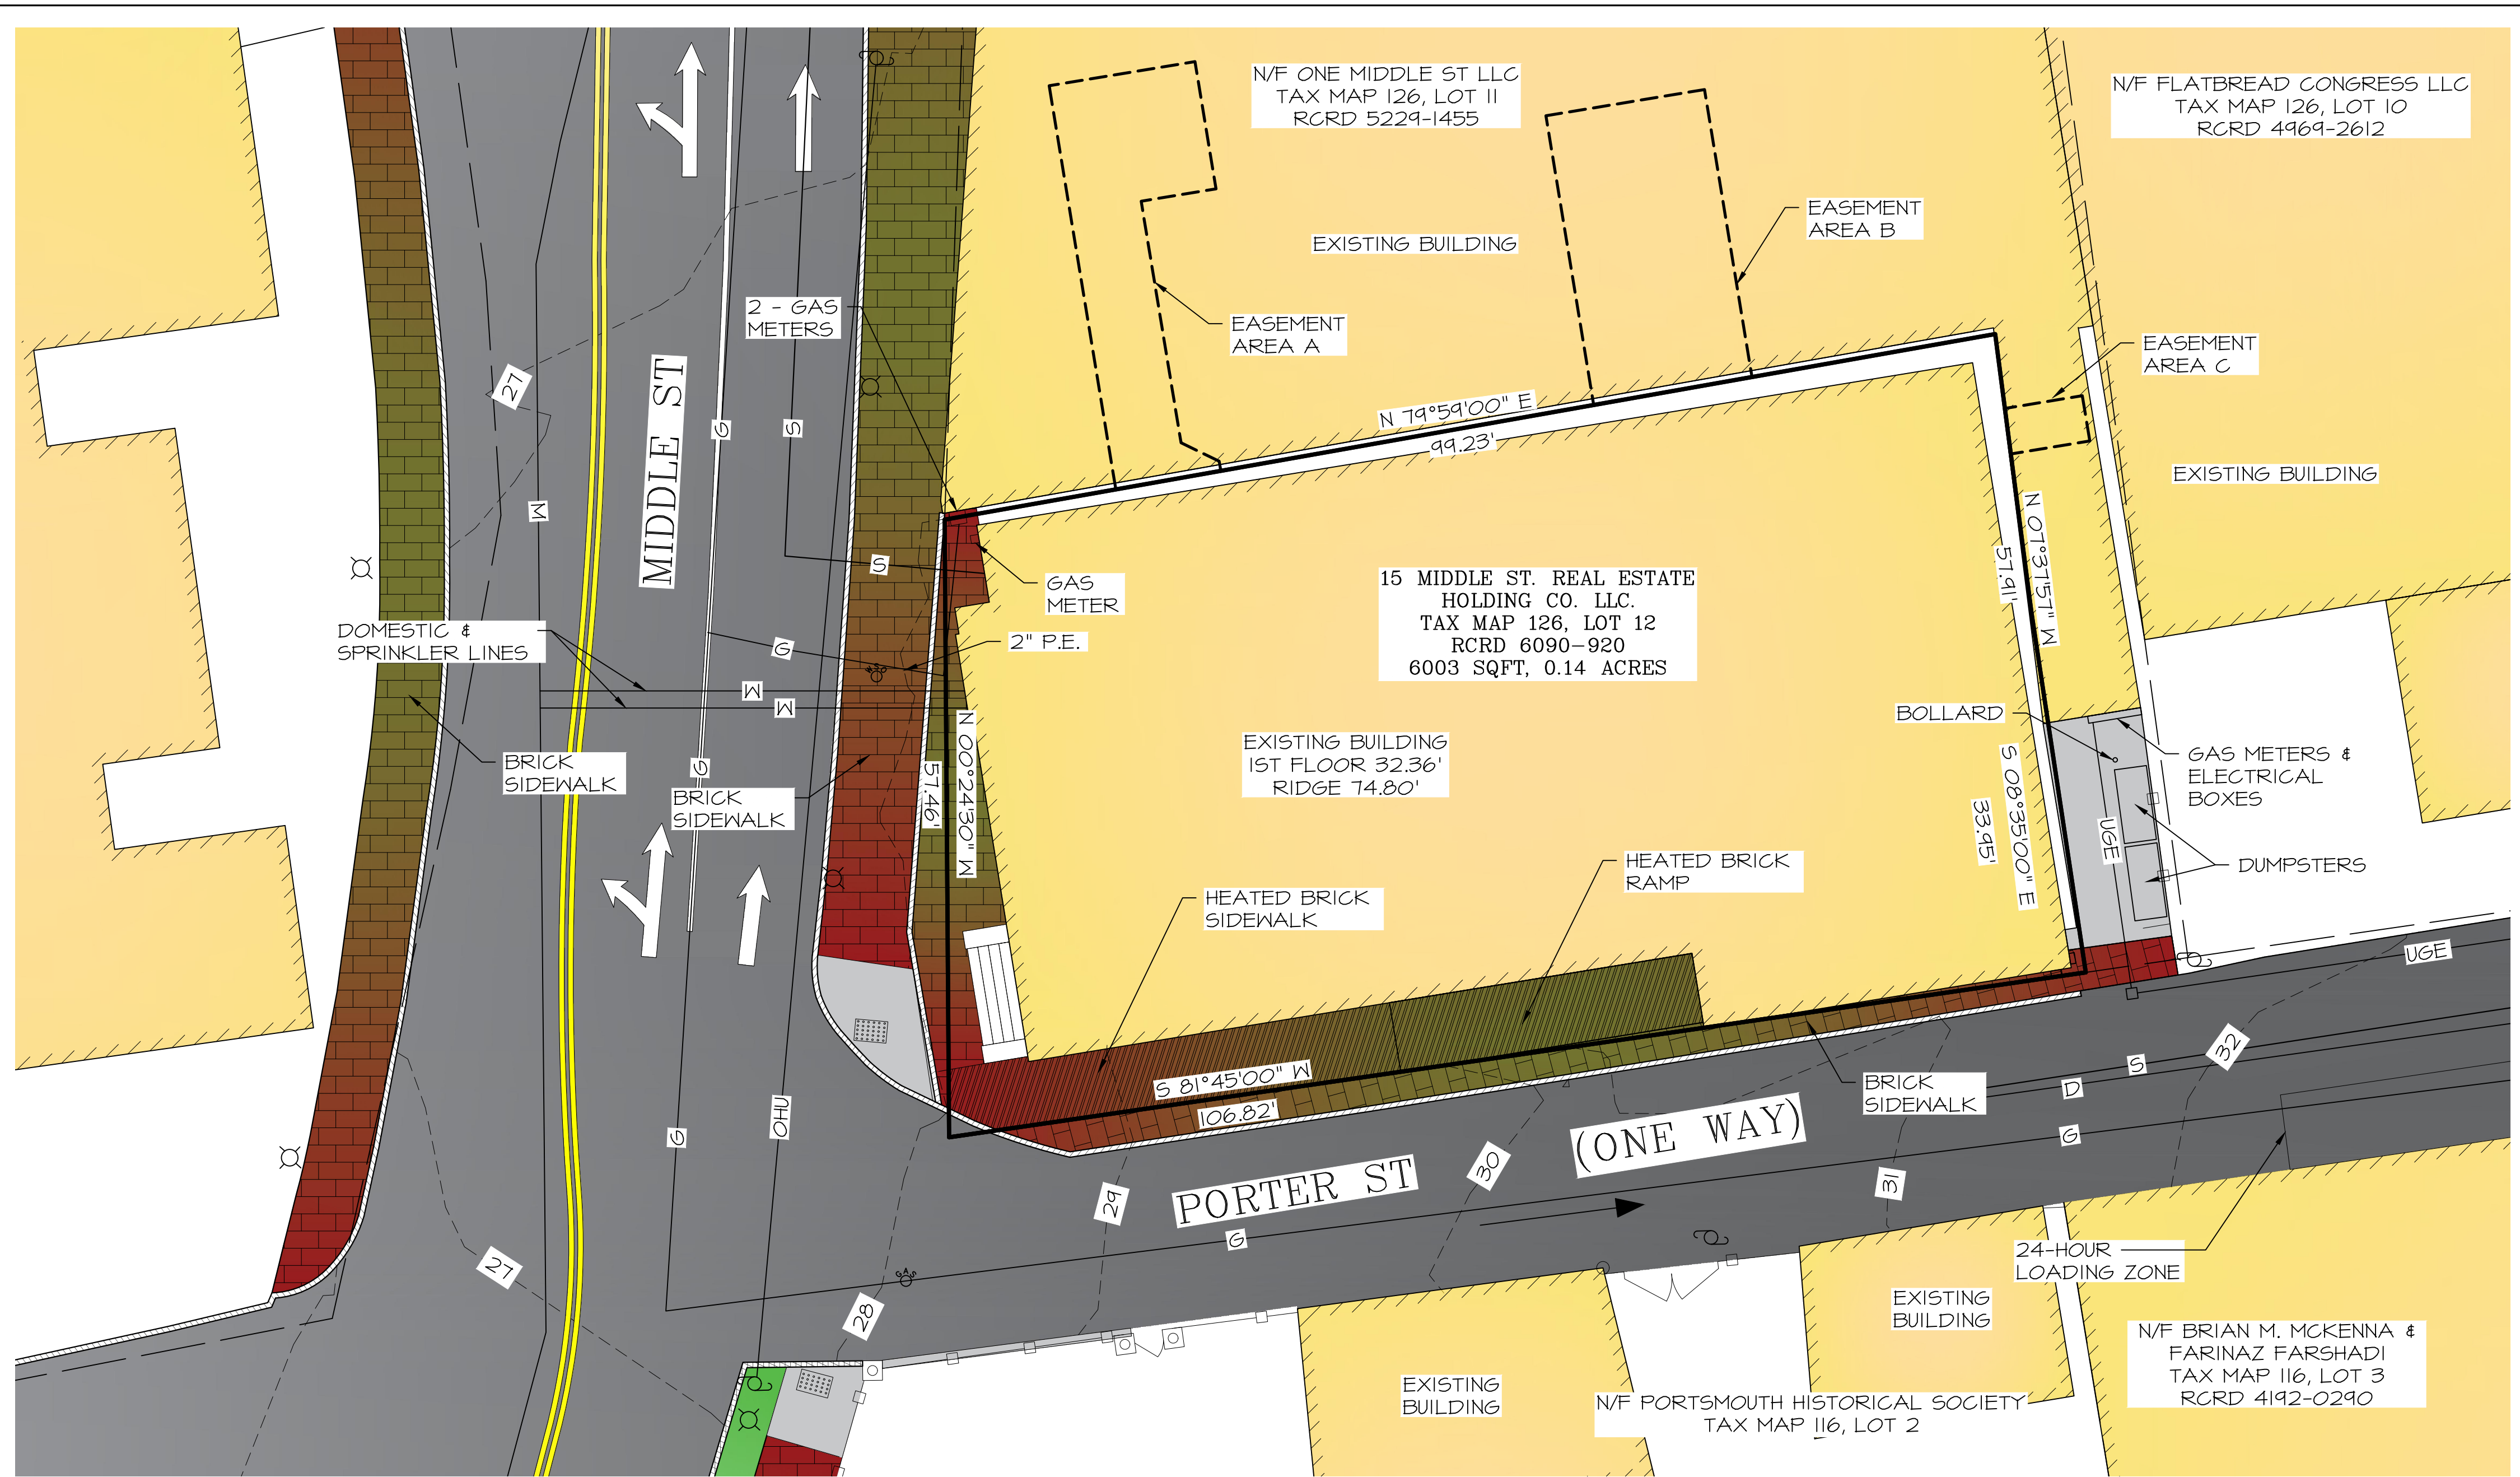 N/F ONE MIDDLE ST LLC
TAX MAP 126, LOT 11
RCRD 5229-1455
N/F FLATBREAD CONGRESS LLC
TAX MAP 126, LOT 10
RCRD 4969-2612
EASEMENT
AREA B
EXISTING BUILDING
2 - GAS
METERS
EASEMENT
AREA A
EASEMENT
AREA C
27
MIDDLE ST
G
S
N 79°59'00" E
99.23'
EXISTING BUILDING
W
S
N 07°37'57" W
57.91'
GAS
METER
15 MIDDLE ST. REAL ESTATE
HOLDING CO. LLC.
TAX MAP 126, LOT 12
RCRD 6090-920
6003 SQFT, 0.14 ACRES
DOMESTIC &
SPRINKLER LINES
2" P.E.
G
WSO
W
W
BOLLARD
N 00°24'30" W
57.46'
EXISTING BUILDING
1ST FLOOR 32.36'
RIDGE 74.80'
GAS METERS &
ELECTRICAL
BOXES
BRICK
SIDEWALK
G
BRICK
SIDEWALK
S 08°35'00" E
33.95'
UGE
HEATED BRICK
RAMP
DUMPSTERS
HEATED BRICK
SIDEWALK
UGE
32
S
D
G
BRICK
SIDEWALK
S 81°45'00" W
106.82'
OHU
G
(ONE WAY)
PORTER ST
30
31
29
G
27
GAS
28
24-HOUR
LOADING ZONE
EXISTING
BUILDING
N/F BRIAN M. MCKENNA &
FARINAZ FARSHADI
TAX MAP 116, LOT 3
RCRD 4192-0290
EXISTING
BUILDING
N/F PORTSMOUTH HISTORICAL SOCIETY
TAX MAP 116, LOT 2